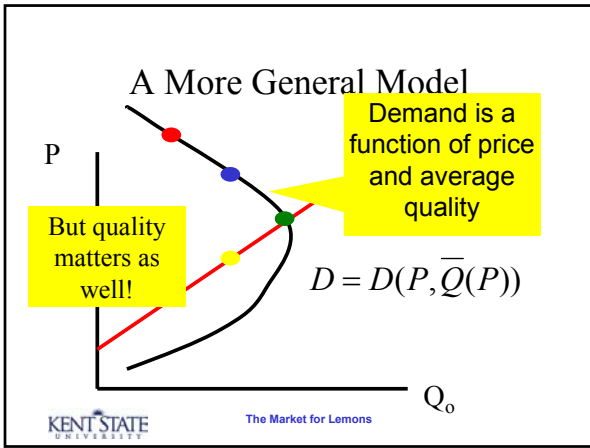 A More General Model
Demand is a
function of price
and average
quality
P
But quality
matters as
well!
D = D(P, Q̅(P))
Qₒ
KENT STATE
UNIVERSITY
The Market for Lemons